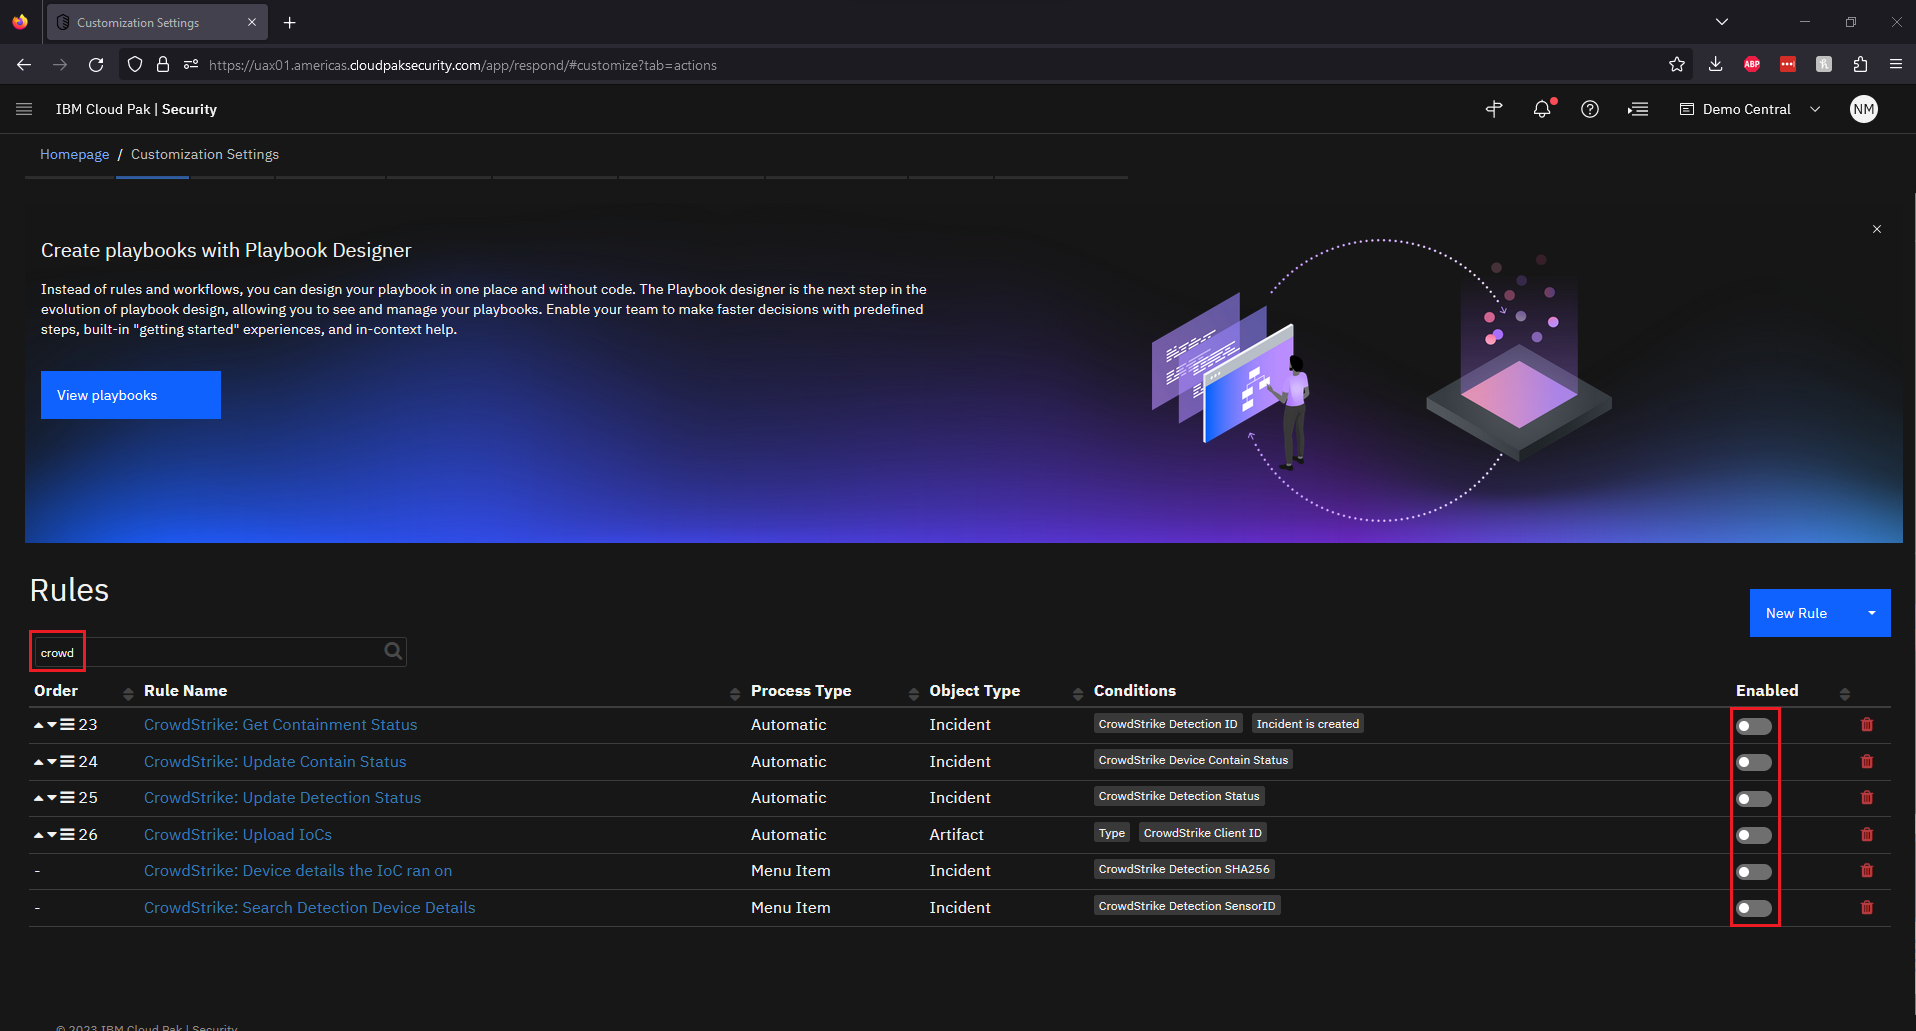 Customization Settings
https://uax01.americas.cloudpaksecurity.com/app/respond/#customize?tab=actions
ABP
IBM Cloud Pak | Security
Demo Central
NM
Homepage / Customization Settings
Create playbooks with Playbook Designer
Instead of rules and workflows, you can design your playbook in one place and without code. The Playbook designer is the next step in the
evolution of playbook design, allowing you to see and manage your playbooks. Enable your team to make faster decisions with predefined
steps, built-in "getting started" experiences, and in-context help.
View playbooks
Rules
New Rule
crowd
Order Rule Name Process Type Object Type Conditions Enabled
23 CrowdStrike: Get Containment Status Automatic Incident CrowdStrike Detection ID Incident is created
24 CrowdStrike: Update Contain Status Automatic Incident CrowdStrike Device Contain Status
25 CrowdStrike: Update Detection Status Automatic Incident CrowdStrike Detection Status
26 CrowdStrike: Upload IoCs Automatic Artifact Type CrowdStrike Client ID
- CrowdStrike: Device details the IoC ran on Menu Item Incident CrowdStrike Detection SHA256
- CrowdStrike: Search Detection Device Details Menu Item Incident CrowdStrike Detection SensorID
© 2023 IBM Cloud Pak | Security